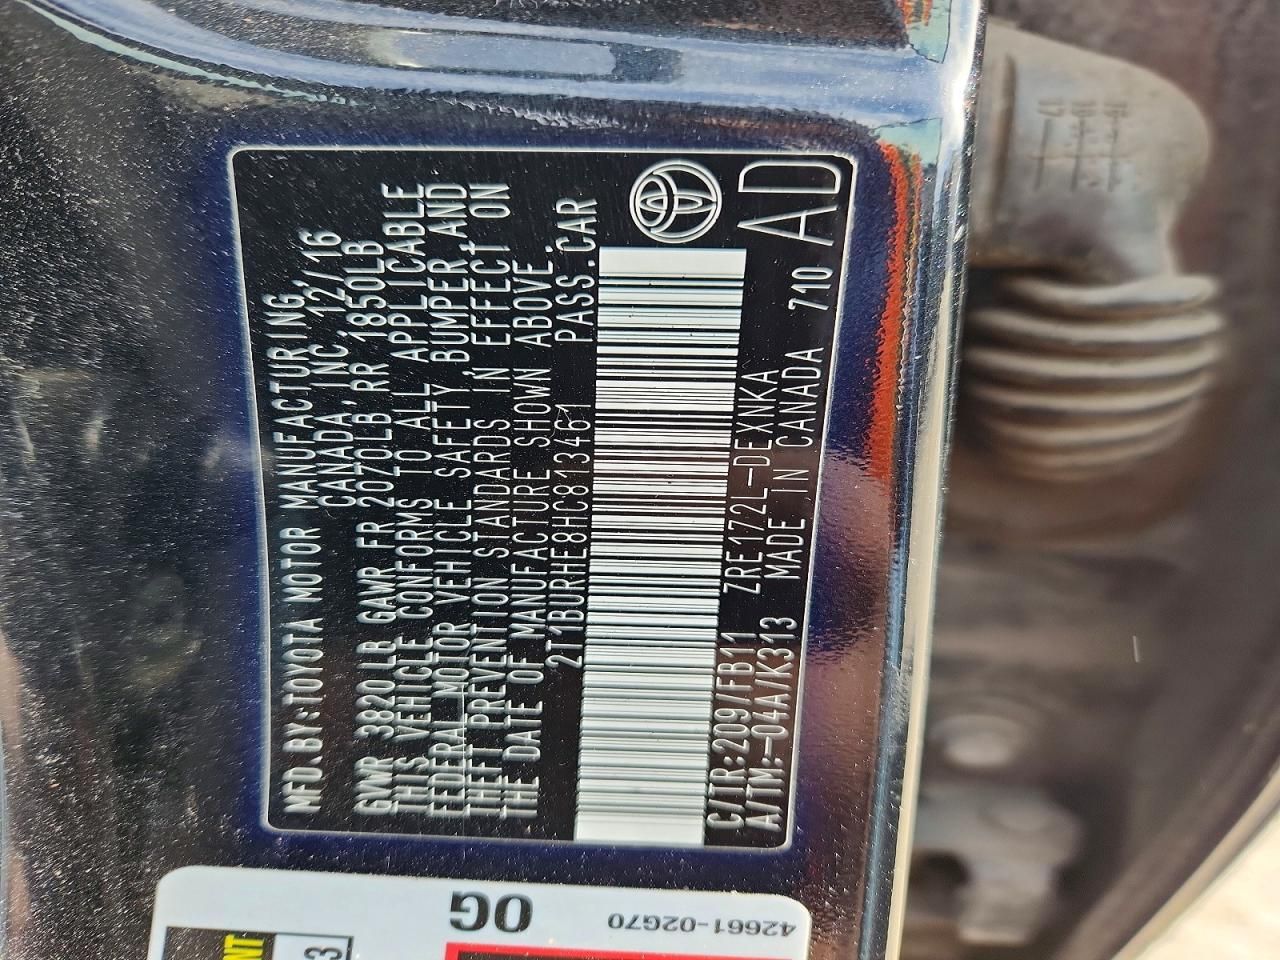 MFD.BY:TOYOTA MOTOR MANUFACTURING,
CANADA, INC. 12/16
GVWR 3820LB GAWR FR 2070LB,RR 1850LB
THIS VEHICLE CONFORMS TO ALL APPLICABLE
FEDERAL MOTOR VEHICLE SAFETY, BUMPER,AND
THEFT PREVENTION STANDARDS IN EFFECT ON
THE DATE OF MANUFACTURE SHOWN ABOVE.
2T1BURHE8HC813461 PASS.CAR
C/TR:209/FB11 ZRE172L-DEXNKA
A/TM:-04A/K313 MADE IN CANADA 710 AD
0G
42661-02G70
NT
3